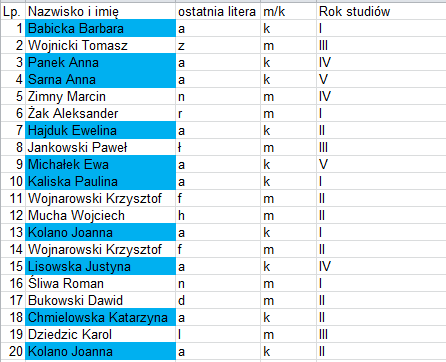 Lp. Nazwisko i imię ostatnia litera m/k Rok studiów
1 Babicka Barbara a k I
2 Wojnicki Tomasz z m III
3 Panek Anna a k IV
4 Sarna Anna a k V
5 Zimny Marcin n m IV
6 Żak Aleksander r m I
7 Hajduk Ewelina a k II
8 Jankowski Paweł ł m III
9 Michałek Ewa a k V
10 Kaliska Paulina a k I
11 Wojnarowski Krzysztof f m II
12 Mucha Wojciech h m II
13 Kolano Joanna a k I
14 Wojnarowski Krzysztof f m II
15 Lisowska Justyna a k IV
16 Śliwa Roman n m I
17 Bukowski Dawid d m II
18 Chmielowska Katarzyna a k II
19 Dziedzic Karol l m III
20 Kolano Joanna a k II